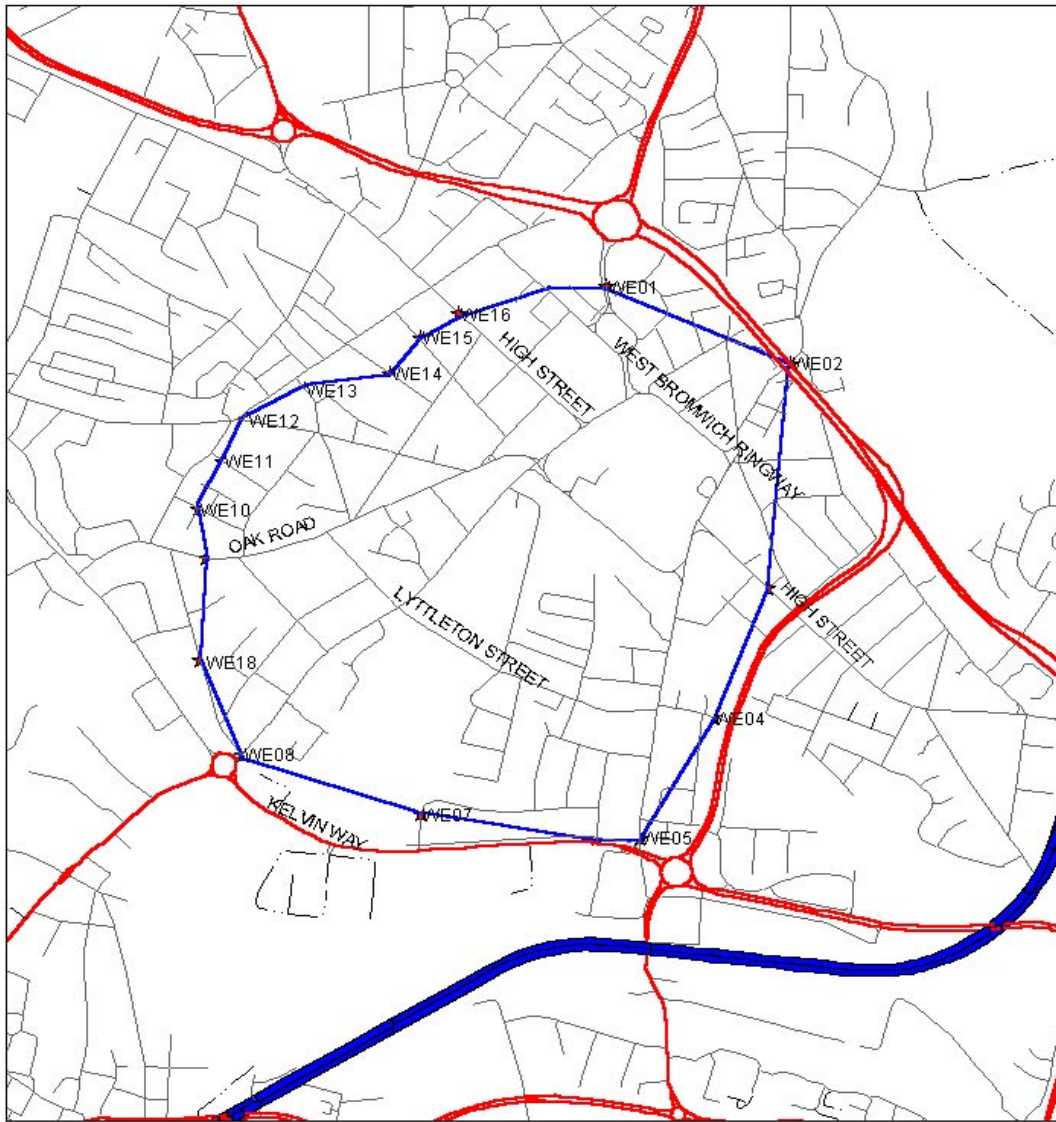 WE01
WE16
WE15
HIGH STREET
WEST BROMWICH RINGWAY
WE02
WE14
WE13
WE12
WE11
WE10
OAK ROAD
LYTTLETON STREET
HIGH STREET
WE18
WE04
WE08
KELVIN WAY
WE07
WE05